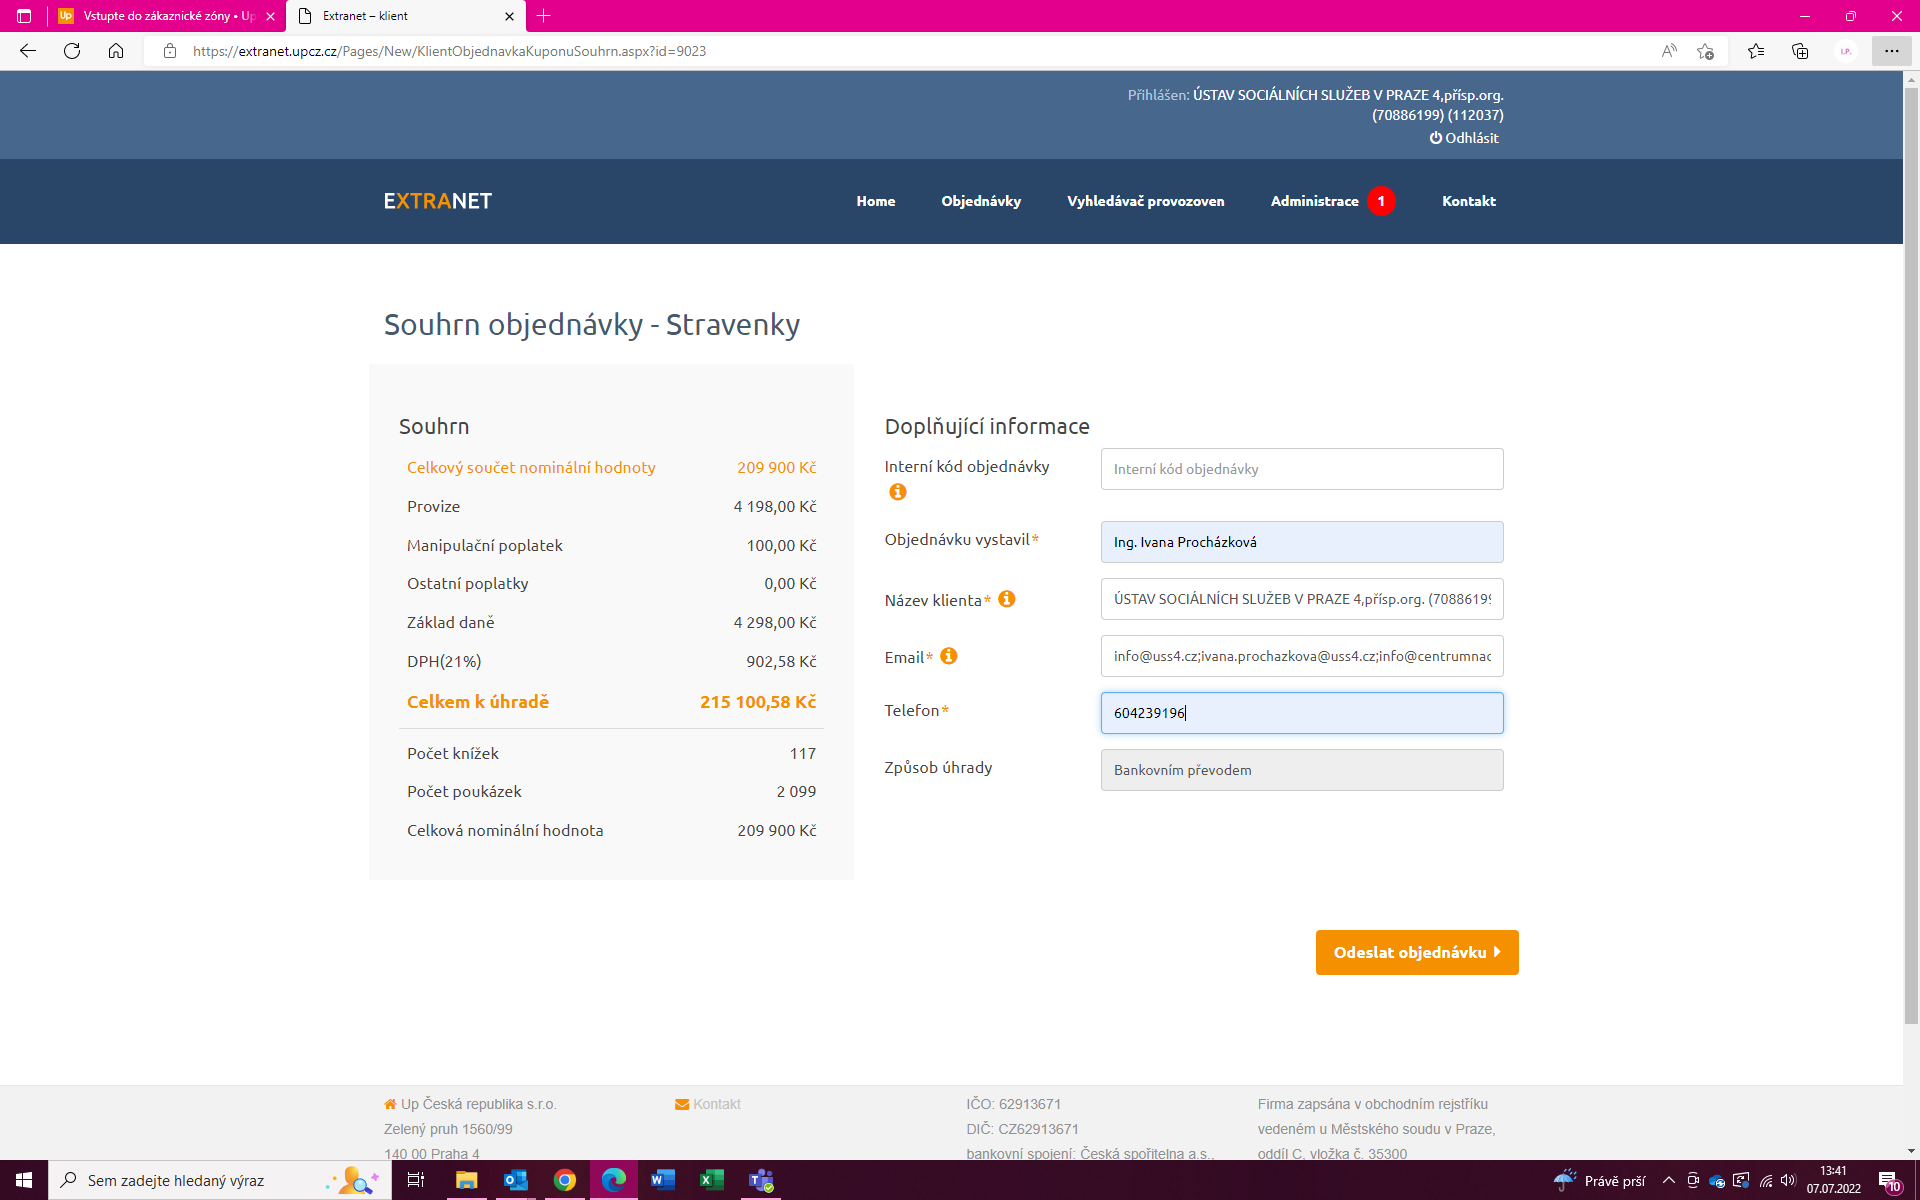 Vstupte do zákaznické zóny • Up
Extranet – klient
https://extranet.upcz.cz/Pages/New/KlientObjednavkaKuponuSouhrn.aspx?id=9023
Přihlášen: ÚSTAV SOCIÁLNÍCH SLUŽEB V PRAZE 4,přísp.org.
(70886199) (112037)
Odhlásit
EXTRANET
Home
Objednávky
Vyhledávač provozoven
Administrace 1
Kontakt
Souhrn objednávky - Stravenky
Souhrn
Celkový součet nominální hodnoty 209 900 Kč
Provize 4 198,00 Kč
Manipulační poplatek 100,00 Kč
Ostatní poplatky 0,00 Kč
Základ daně 4 298,00 Kč
DPH(21%) 902,58 Kč
Celkem k úhradě 215 100,58 Kč
Počet knížek 117
Počet poukázek 2 099
Celková nominální hodnota 209 900 Kč
Doplňující informace
Interní kód objednávky Interní kód objednávky
Objednávku vystavil* Ing. Ivana Procházková
Název klienta* ÚSTAV SOCIÁLNÍCH SLUŽEB V PRAZE 4,přísp.org. (70886199
Email* info@uss4.cz;ivana.prochazkova@uss4.cz;info@centrumnac
Telefon* 604239196
Způsob úhrady Bankovním převodem
Odeslat objednávku
Up Česká republika s.r.o.
Zelený pruh 1560/99
140 00 Praha 4
Kontakt
IČO: 62913671
DIČ: CZ62913671
bankovní spojení: Česká spořitelna a.s.,
Firma zapsána v obchodním rejstříku
vedeném u Městského soudu v Praze,
oddíl C, vložka č. 35300
Sem zadejte hledaný výraz
Právě prší
13:41
07.07.2022
10